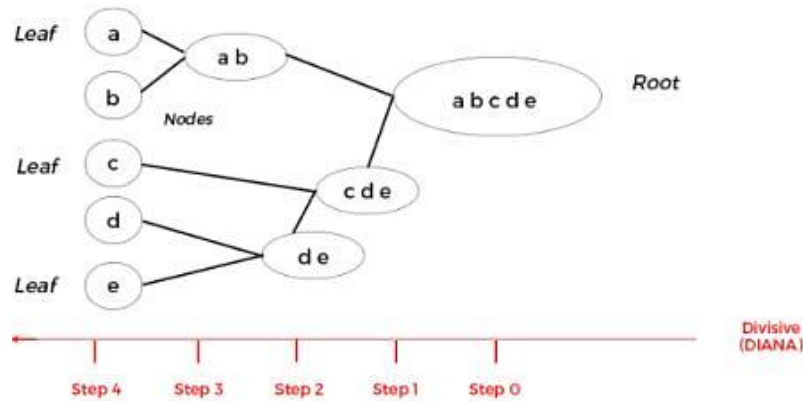 Leaf
a
a b
b
a b c d e
Root
Nodes
Leaf
c
c d e
d
d e
Leaf
e
Divisive
(DIANA)
Step 4
Step 3
Step 2
Step 1
Step 0